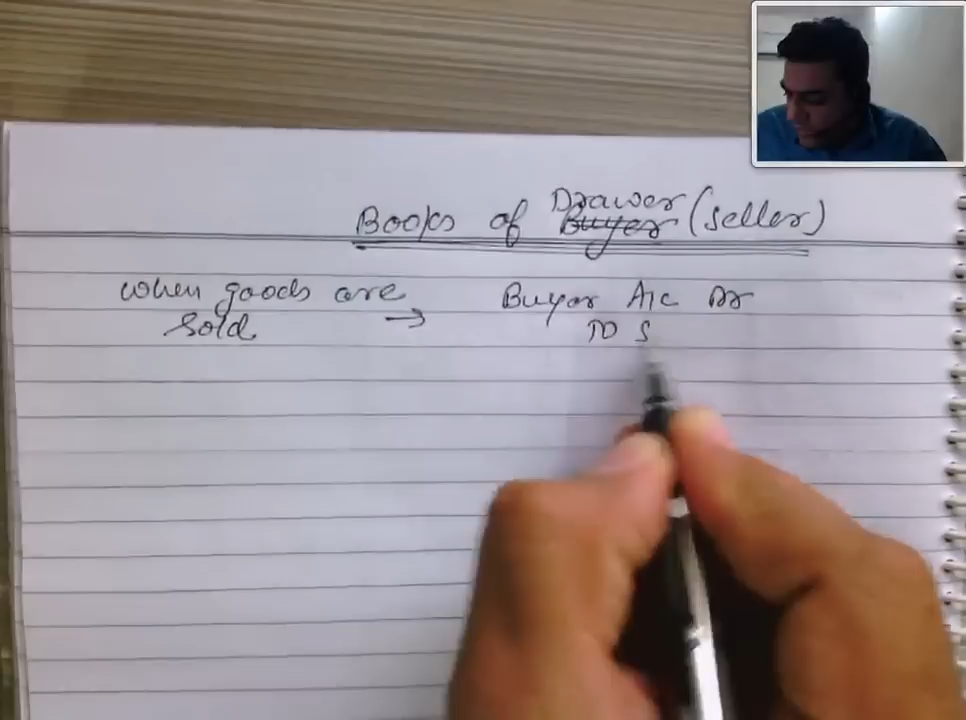 Books of Drawer (Seller)
Buyer
when goods are
Sold → Buyer A/c Dr
To S